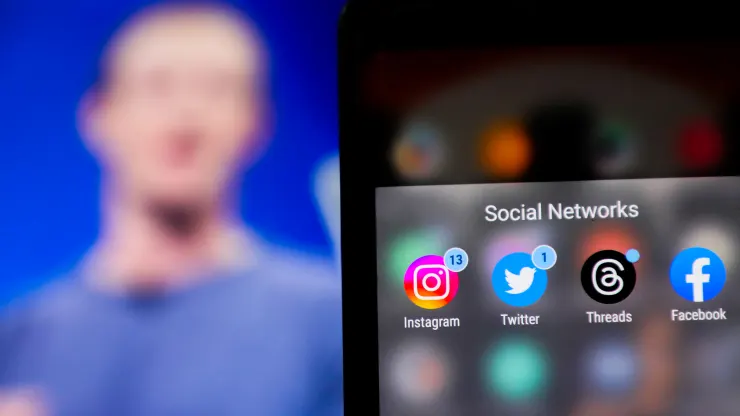 Social Networks
13
1
Instagram
Twitter
Threads
Facebook